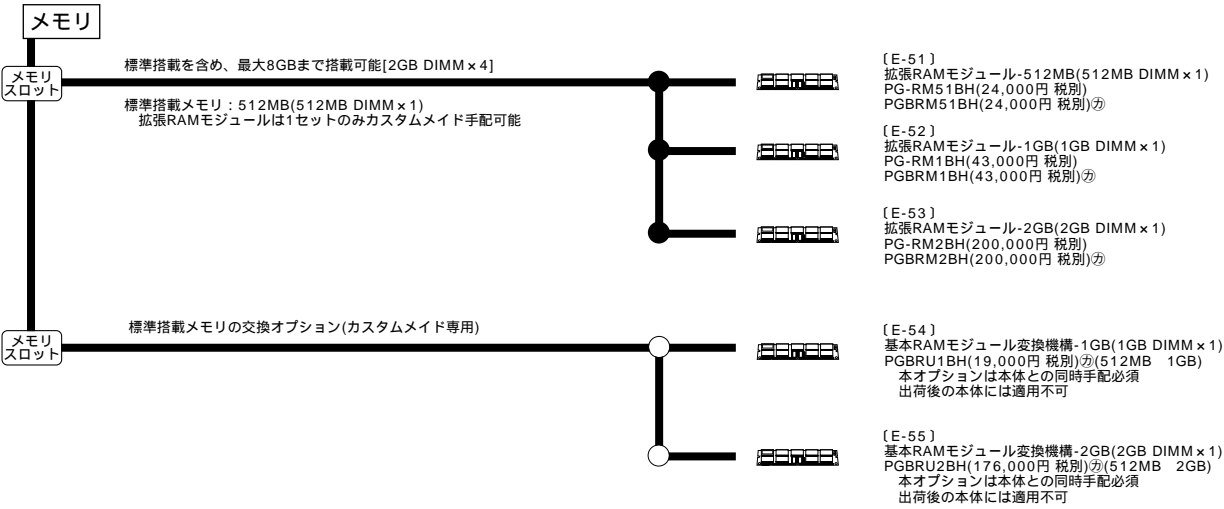 メモリ
メモリ
スロット
標準搭載を含め、最大8GBまで搭載可能[2GB DIMM×4]
標準搭載メモリ：512MB(512MB DIMM×1)
拡張RAMモジュールは1セットのみカスタムメイド手配可能
〔E-51〕
拡張RAMモジュール-512MB(512MB DIMM×1)
PG-RM51BH(24,000円 税別)
PGBRM51BH(24,000円 税別)㋕
〔E-52〕
拡張RAMモジュール-1GB(1GB DIMM×1)
PG-RM1BH(43,000円 税別)
PGBRM1BH(43,000円 税別)㋕
〔E-53〕
拡張RAMモジュール-2GB(2GB DIMM×1)
PG-RM2BH(200,000円 税別)
PGBRM2BH(200,000円 税別)㋕
メモリ
スロット
標準搭載メモリの交換オプション(カスタムメイド専用)
〔E-54〕
基本RAMモジュール変換機構-1GB(1GB DIMM×1)
PGBRU1BH(19,000円 税別)㋕(512MB　1GB)
本オプションは本体との同時手配必須
出荷後の本体には適用不可
〔E-55〕
基本RAMモジュール変換機構-2GB(2GB DIMM×1)
PGBRU2BH(176,000円 税別)㋕(512MB　2GB)
本オプションは本体との同時手配必須
出荷後の本体には適用不可